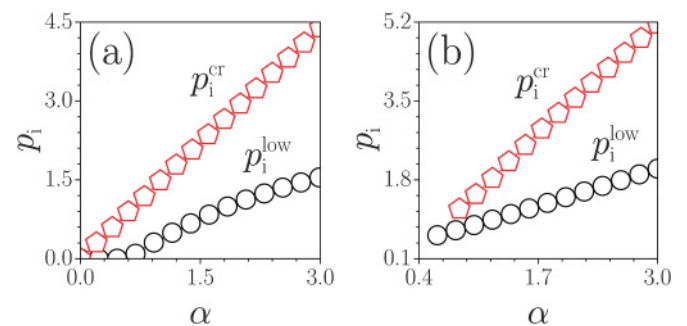 (a)
4.5
3.0
1.5
0.0
p_i
p_i^cr
p_i^low
0.0 1.5 3.0
α
(b)
5.2
3.5
1.8
0.1
p_i
p_i^cr
p_i^low
0.4 1.7 3.0
α